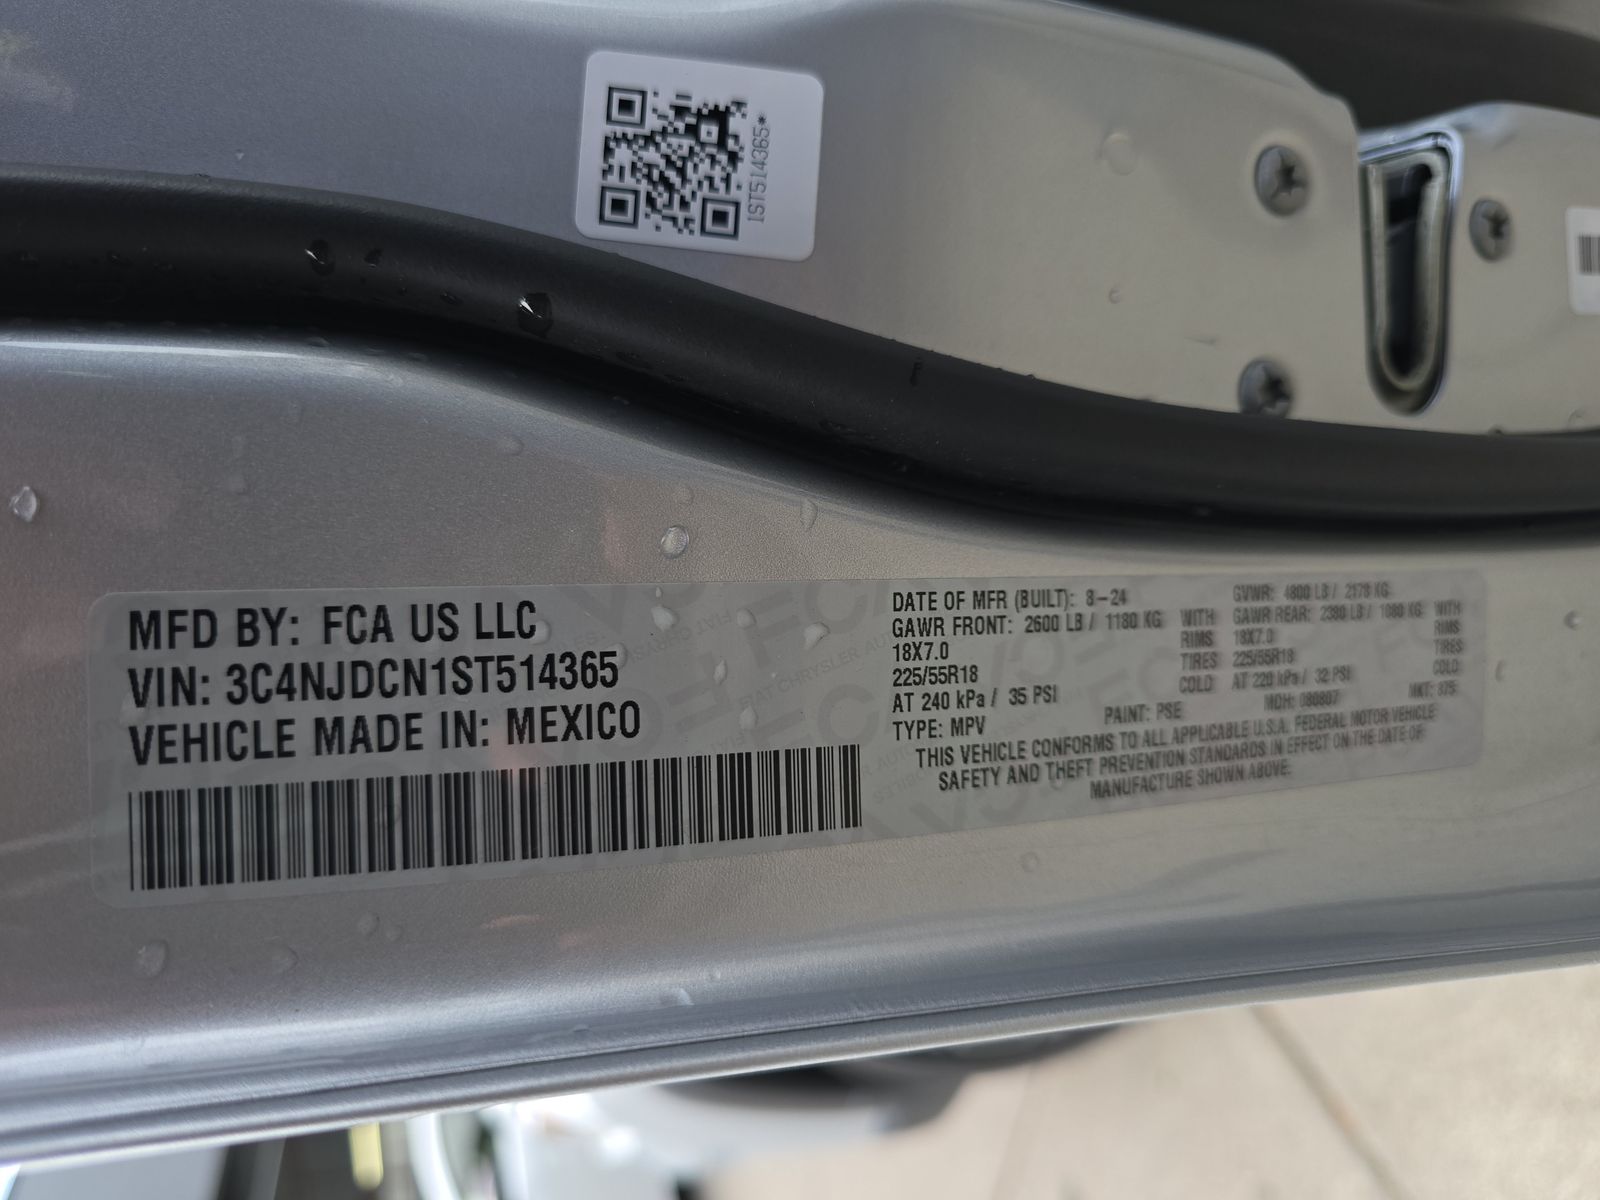 1ST514365*
MFD BY: FCA US LLC
VIN: 3C4NJDCN1ST514365
VEHICLE MADE IN: MEXICO
DATE OF MFR (BUILT): 8-24 GVWR: 4800 LB / 2178 KG
GAWR FRONT: 2600 LB / 1180 KG WITH GAWR REAR: 2380 LB / 1080 KG WITH
18X7.0 RIMS 18X7.0 RIMS
225/55R18 TIRES 225/55R18 TIRES
AT 240 kPa / 35 PSI COLD AT 220 kPa / 32 PSI COLD:
TYPE: MPV PAINT: PSE MDH: 080807 MKT: 875
THIS VEHICLE CONFORMS TO ALL APPLICABLE U.S.A. FEDERAL MOTOR VEHICLE
SAFETY AND THEFT PREVENTION STANDARDS IN EFFECT ON THE DATE OF
MANUFACTURE SHOWN ABOVE.